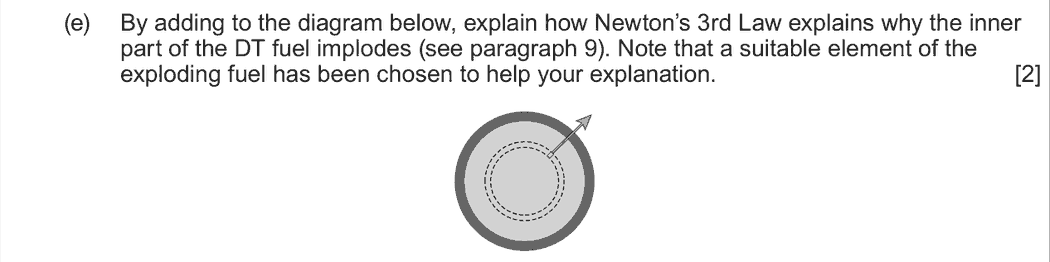 (e) By adding to the diagram below, explain how Newton's 3rd Law explains why the inner
part of the DT fuel implodes (see paragraph 9). Note that a suitable element of the
exploding fuel has been chosen to help your explanation. [2]